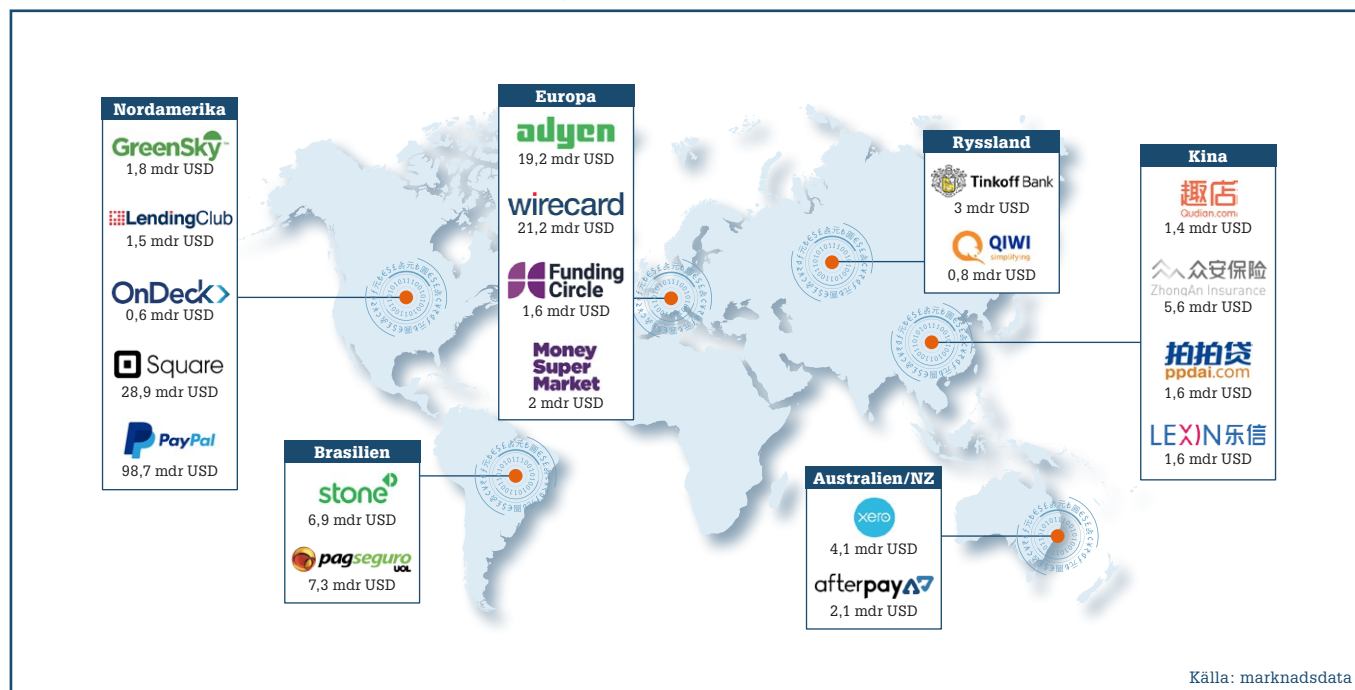 Nordamerika
GreenSky™
1,8 mdr USD
LendingClub
1,5 mdr USD
OnDeck
0,6 mdr USD
Square
28,9 mdr USD
PayPal
98,7 mdr USD
Europa
adyen
19,2 mdr USD
wirecard
21,2 mdr USD
Funding
Circle
1,6 mdr USD
Money
Super
Market
2 mdr USD
Ryssland
Tinkoff Bank
3 mdr USD
QIWI
simplifying
0,8 mdr USD
Kina
趣店
Qudian.com
1,4 mdr USD
众安保险
ZhongAn Insurance
5,6 mdr USD
拍拍贷
ppdai.com
1,6 mdr USD
LEXIN乐信
1,6 mdr USD
Brasilien
stone
6,9 mdr USD
pagseguro
UOL
7,3 mdr USD
Australien/NZ
xero
4,1 mdr USD
afterpay
2,1 mdr USD
Källa: marknadsdata